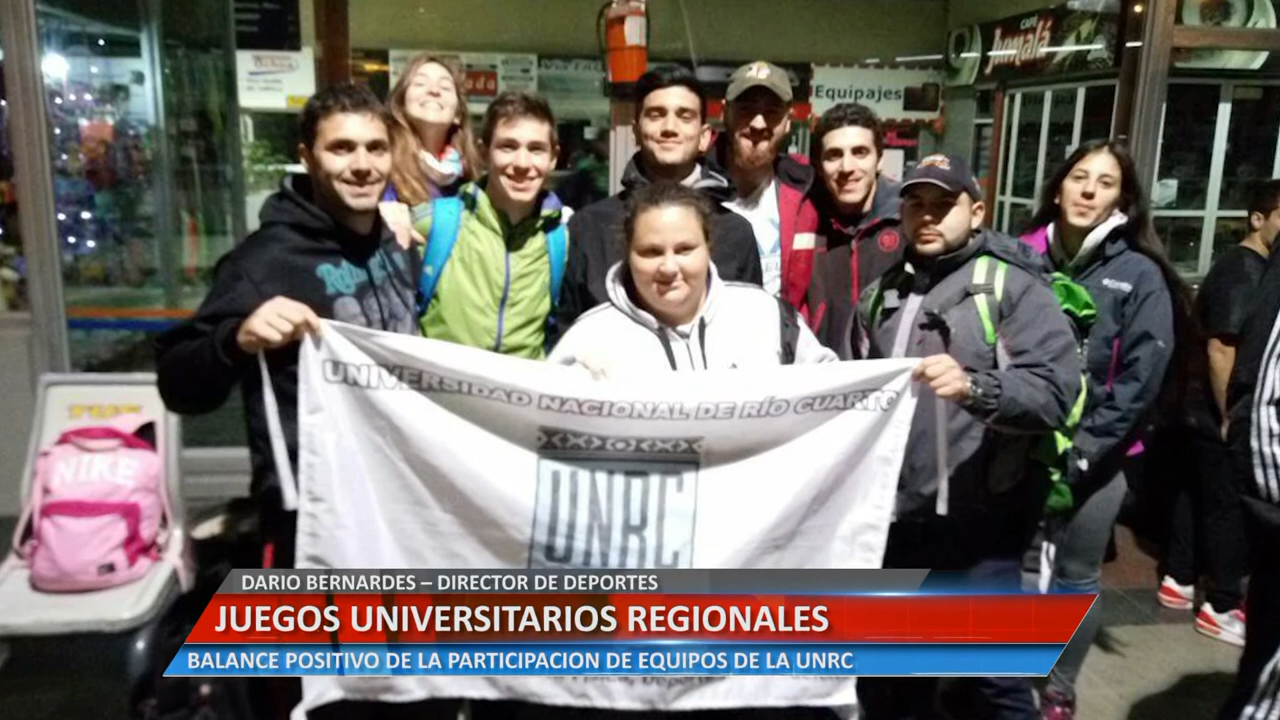 CAFÉ
bonalá
Equipajes
UNIVERSIDAD NACIONAL DE RÍO CUARTO
UNRC
NIKE
DARIO BERNARDES – DIRECTOR DE DEPORTES
JUEGOS UNIVERSITARIOS REGIONALES
BALANCE POSITIVO DE LA PARTICIPACION DE EQUIPOS DE LA UNRC